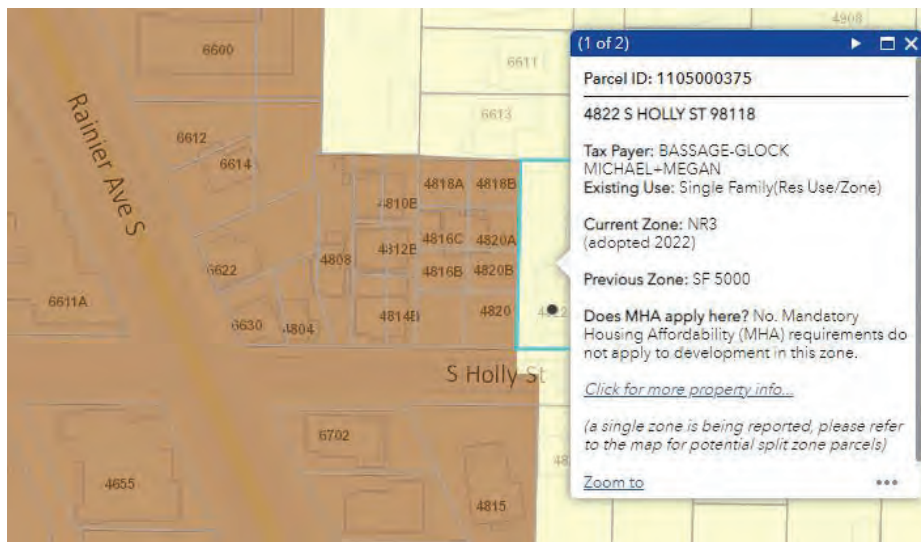 4908
6600
6611
Rainier Ave S
6613
6612
6614
4818A
4818B
4810B
4816C
4820A
4812B
4808
6622
4816B
4820B
6611A
4814B
4820
4822
6630
4804
S Holly St
6702
4655
4815
(1 of 2)
Parcel ID: 1105000375
4822 S HOLLY ST 98118
Tax Payer: BASSAGE-GLOCK
MICHAEL+MEGAN
Existing Use: Single Family(Res Use/Zone)
Current Zone: NR3
(adopted 2022)
Previous Zone: SF 5000
Does MHA apply here? No. Mandatory
Housing Affordability (MHA) requirements do
not apply to development in this zone.
Click for more property info...
(a single zone is being reported, please refer
to the map for potential split zone parcels)
Zoom to